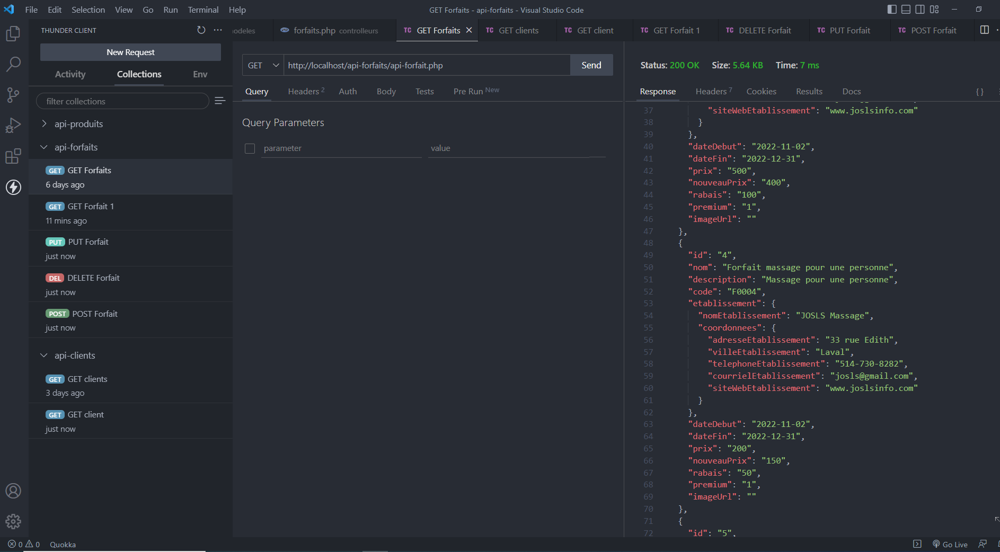 File Edit Selection View Go Run Terminal Help
GET Forfaits - api-forfaits - Visual Studio Code
THUNDER CLIENT
New Request
Activity Collections Env
filter collections
api-produits
api-forfaits
GET GET Forfaits
6 days ago
GET GET Forfait 1
11 mins ago
PUT PUT Forfait
just now
DEL DELETE Forfait
just now
POST POST Forfait
just now
api-clients
GET GET clients
3 days ago
GET GET client
just now
odeles forfaits.php controlleurs TC GET Forfaits TC GET clients TC GET client TC GET Forfait 1 TC DELETE Forfait TC PUT Forfait TC POST Forfait
GET http://localhost/api-forfaits/api-forfait.php Send
Query Headers 2 Auth Body Tests Pre Run New
Query Parameters
parameter value
Status: 200 OK Size: 5.64 KB Time: 7 ms
Response Headers 7 Cookies Results Docs { }
37 "siteWebEtablissement": "www.joslsinfo.com"
38 }
39 },
40 "dateDebut": "2022-11-02",
41 "dateFin": "2022-12-31",
42 "prix": "500",
43 "nouveauPrix": "400",
44 "rabais": "100",
45 "premium": "1",
46 "imageUrl": ""
47 },
48 {
49 "id": "4",
50 "nom": "Forfait massage pour une personne",
51 "description": "Massage pour une personne",
52 "code": "F0004",
53 "etablissement": {
54 "nomEtablissement": "JOSLS Massage",
55 "coordonnees": {
56 "adresseEtablissement": "33 rue Edith",
57 "villeEtablissement": "Laval",
58 "telephoneEtablissement": "514-730-8282",
59 "courrielEtablissement": "josls@gmail.com",
60 "siteWebEtablissement": "www.joslsinfo.com"
61 }
62 },
63 "dateDebut": "2022-11-02",
64 "dateFin": "2022-12-31",
65 "prix": "200",
66 "nouveauPrix": "150",
67 "rabais": "50",
68 "premium": "1",
69 "imageUrl": ""
70 },
71 {
72 "id": "5",
0 0 Quokka
Go Live